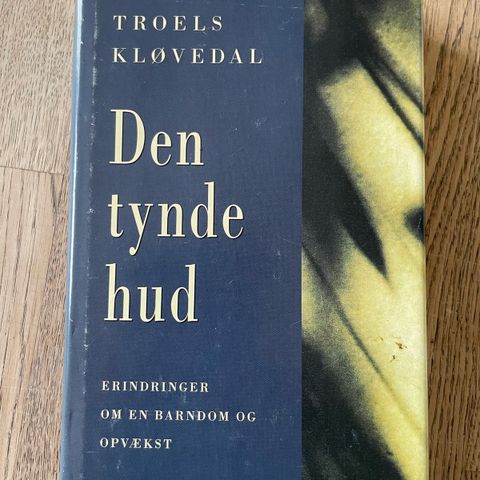 TROELS
KLØVEDAL
Den
tynde
hud
ERINDRINGER
OM EN BARNDOM OG
OPVÆKST